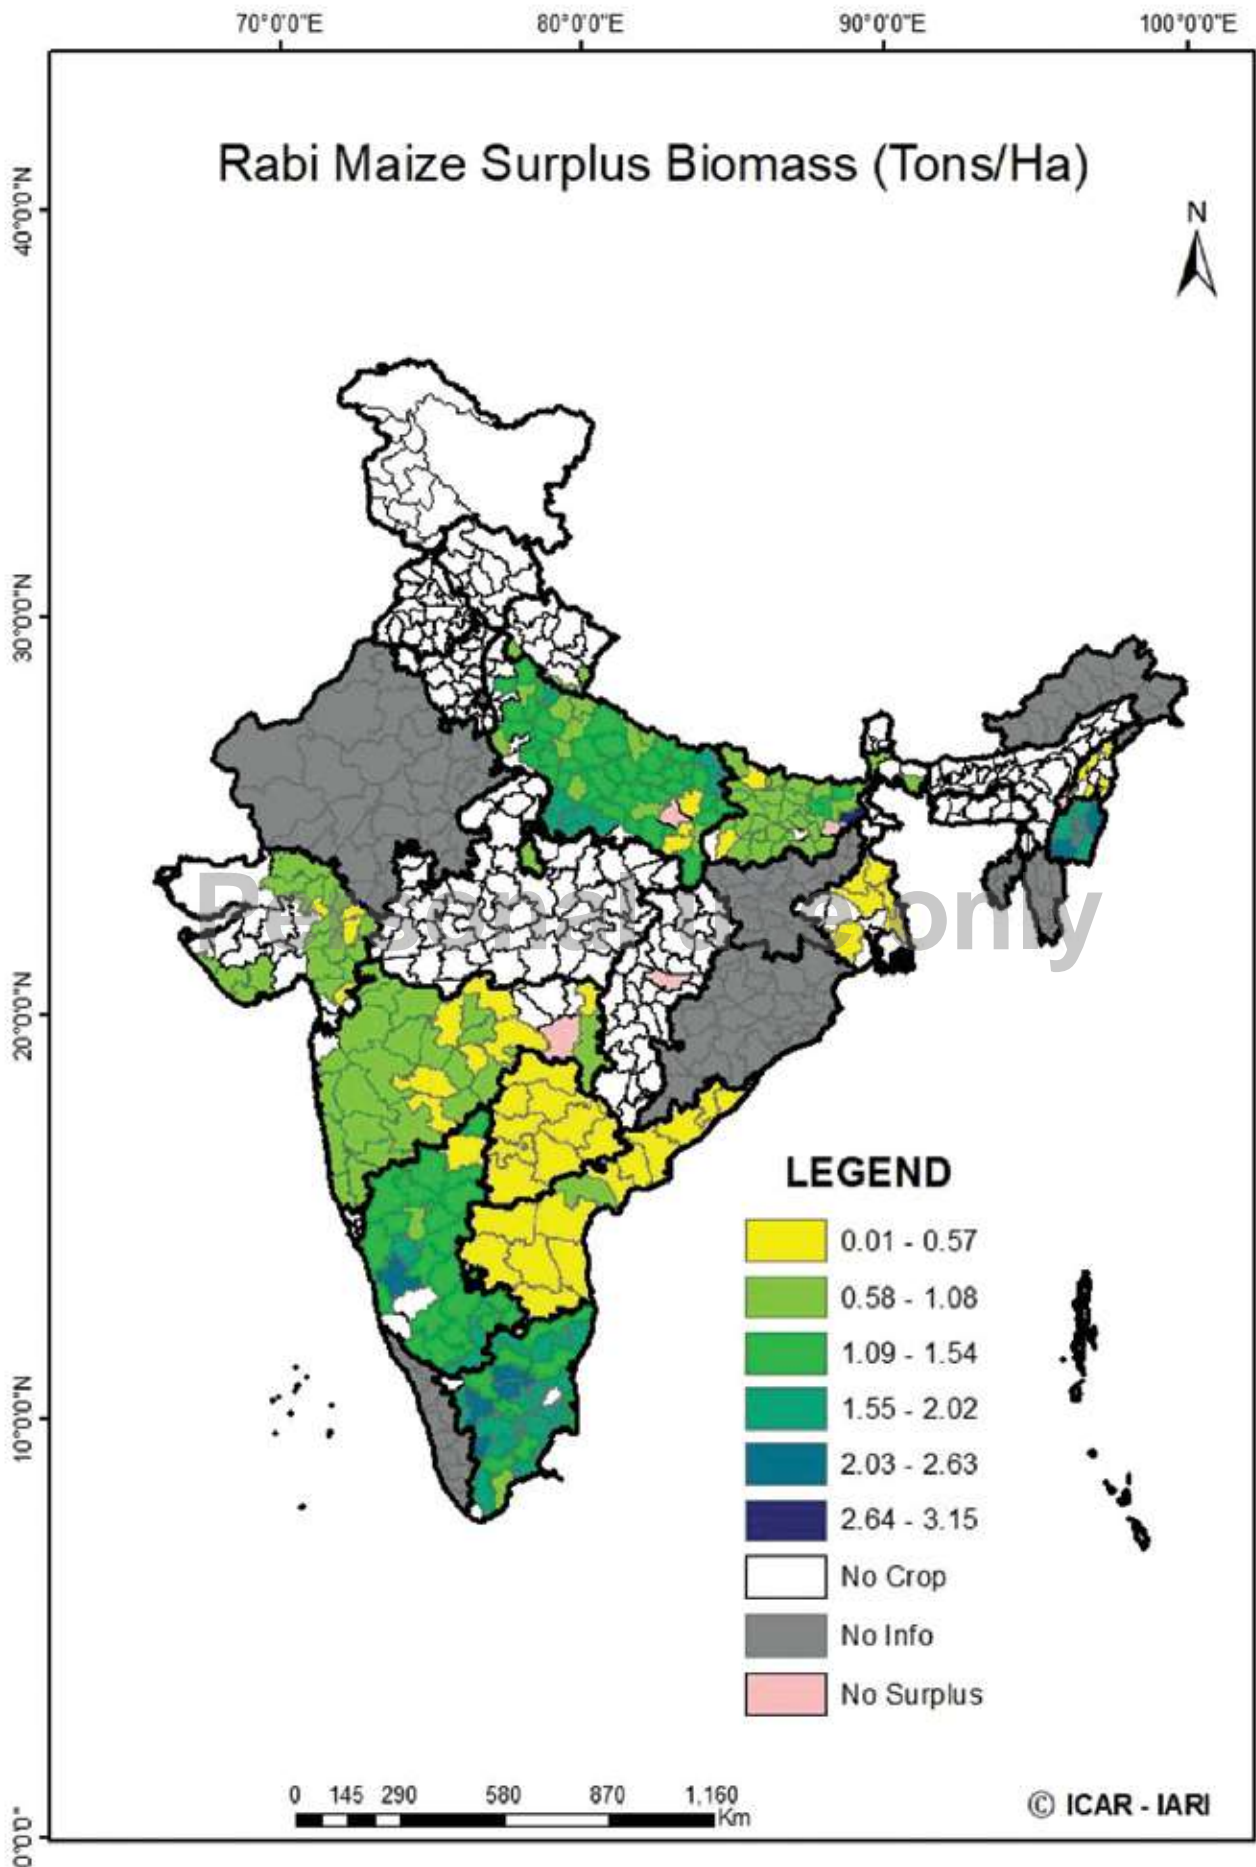 70°0'0"E 80°0'0"E 90°0'0"E 100°0'0"E
Rabi Maize Surplus Biomass (Tons/Ha)
N
40°0'0"N
30°0'0"N
20°0'0"N
10°0'0"N
0°0'0"
Personal use only
LEGEND
0.01 - 0.57
0.58 - 1.08
1.09 - 1.54
1.55 - 2.02
2.03 - 2.63
2.64 - 3.15
No Crop
No Info
No Surplus
0 145 290 580 870 1.160
Km
© ICAR - IARI